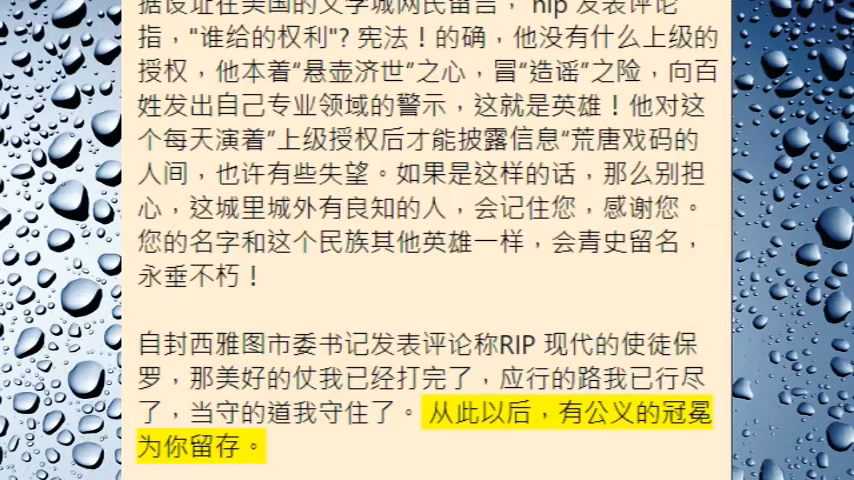 据设址在美国的文学城网民留言，"hip"发表评论
指，"谁给的权利"? 宪法！的确，他没有什么上级的
授权，他本着“悬壶济世”之心，冒“造谣”之险，向百
姓发出自己专业领域的警示，这就是英雄！他对这
个每天演着”上级授权后才能披露信息“荒唐戏码的
人间，也许有些失望。如果是这样的话，那么别担
心，这城里城外有良知的人，会记住您，感谢您。
您的名字和这个民族其他英雄一样，会青史留名，
永垂不朽！
自封西雅图市委书记发表评论称RIP 现代的使徒保
罗，那美好的仗我已经打完了，应行的路我已行尽
了，当守的道我守住了。从此以后，有公义的冠冕
为你留存。